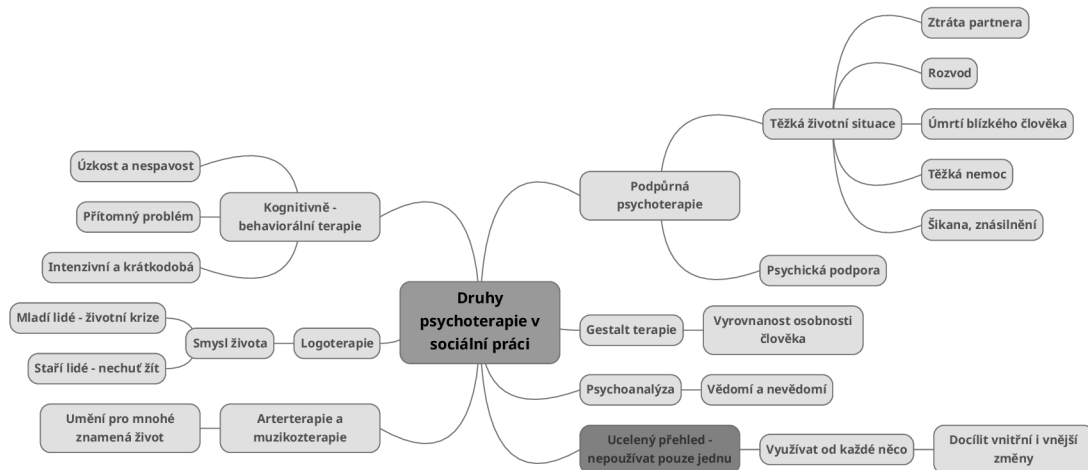 Druhy
psychoterapie v
sociální práci
Podpůrná
psychoterapie
Těžká životní situace
Ztráta partnera
Rozvod
Úmrtí blízkého člověka
Těžká nemoc
Šikana, znásilnění
Psychická podpora
Gestalt terapie
Vyrovnanost osobnosti
člověka
Psychoanalýza
Vědomí a nevědomí
Ucelený přehled -
nepoužívat pouze jednu
Využívat od každé něco
Docílit vnitřní i vnější
změny
Kognitivně -
behaviorální terapie
Úzkost a nespavost
Přítomný problém
Intenzivní a krátkodobá
Logoterapie
Smysl života
Mladí lidé - životní krize
Staří lidé - nechuť žít
Arterterapie a
muzikozterapie
Umění pro mnohé
znamená život